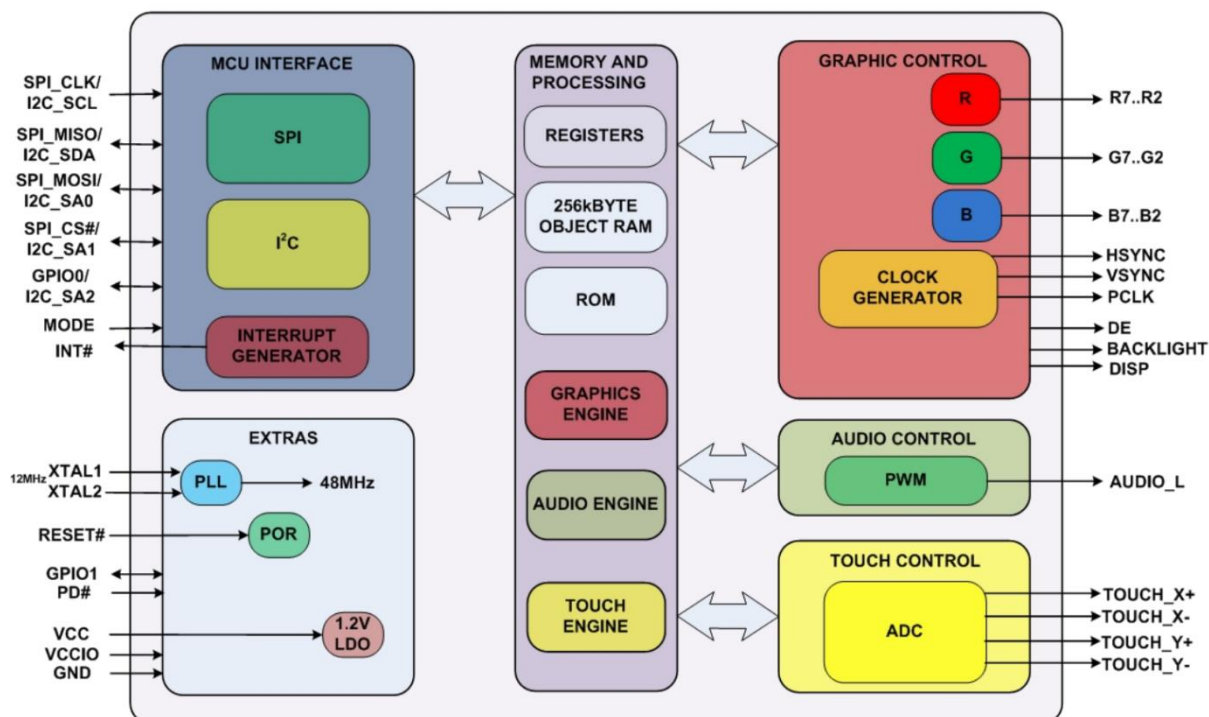 SPI_CLK/
I2C_SCL
SPI_MISO/
I2C_SDA
SPI_MOSI/
I2C_SA0
SPI_CS#/
I2C_SA1
GPIO0/
I2C_SA2
MODE
INT#
MCU INTERFACE
SPI
I²C
INTERRUPT
GENERATOR
12MHz XTAL1
XTAL2
RESET#
GPIO1
PD#
VCC
VCCIO
GND
EXTRAS
PLL
48MHz
POR
1.2V
LDO
MEMORY AND
PROCESSING
REGISTERS
256kBYTE
OBJECT RAM
ROM
GRAPHICS
ENGINE
AUDIO ENGINE
TOUCH
ENGINE
GRAPHIC CONTROL
R
G
B
CLOCK
GENERATOR
R7..R2
G7..G2
B7..B2
HSYNC
VSYNC
PCLK
DE
BACKLIGHT
DISP
AUDIO CONTROL
PWM
AUDIO_L
TOUCH CONTROL
ADC
TOUCH_X+
TOUCH_X-
TOUCH_Y+
TOUCH_Y-